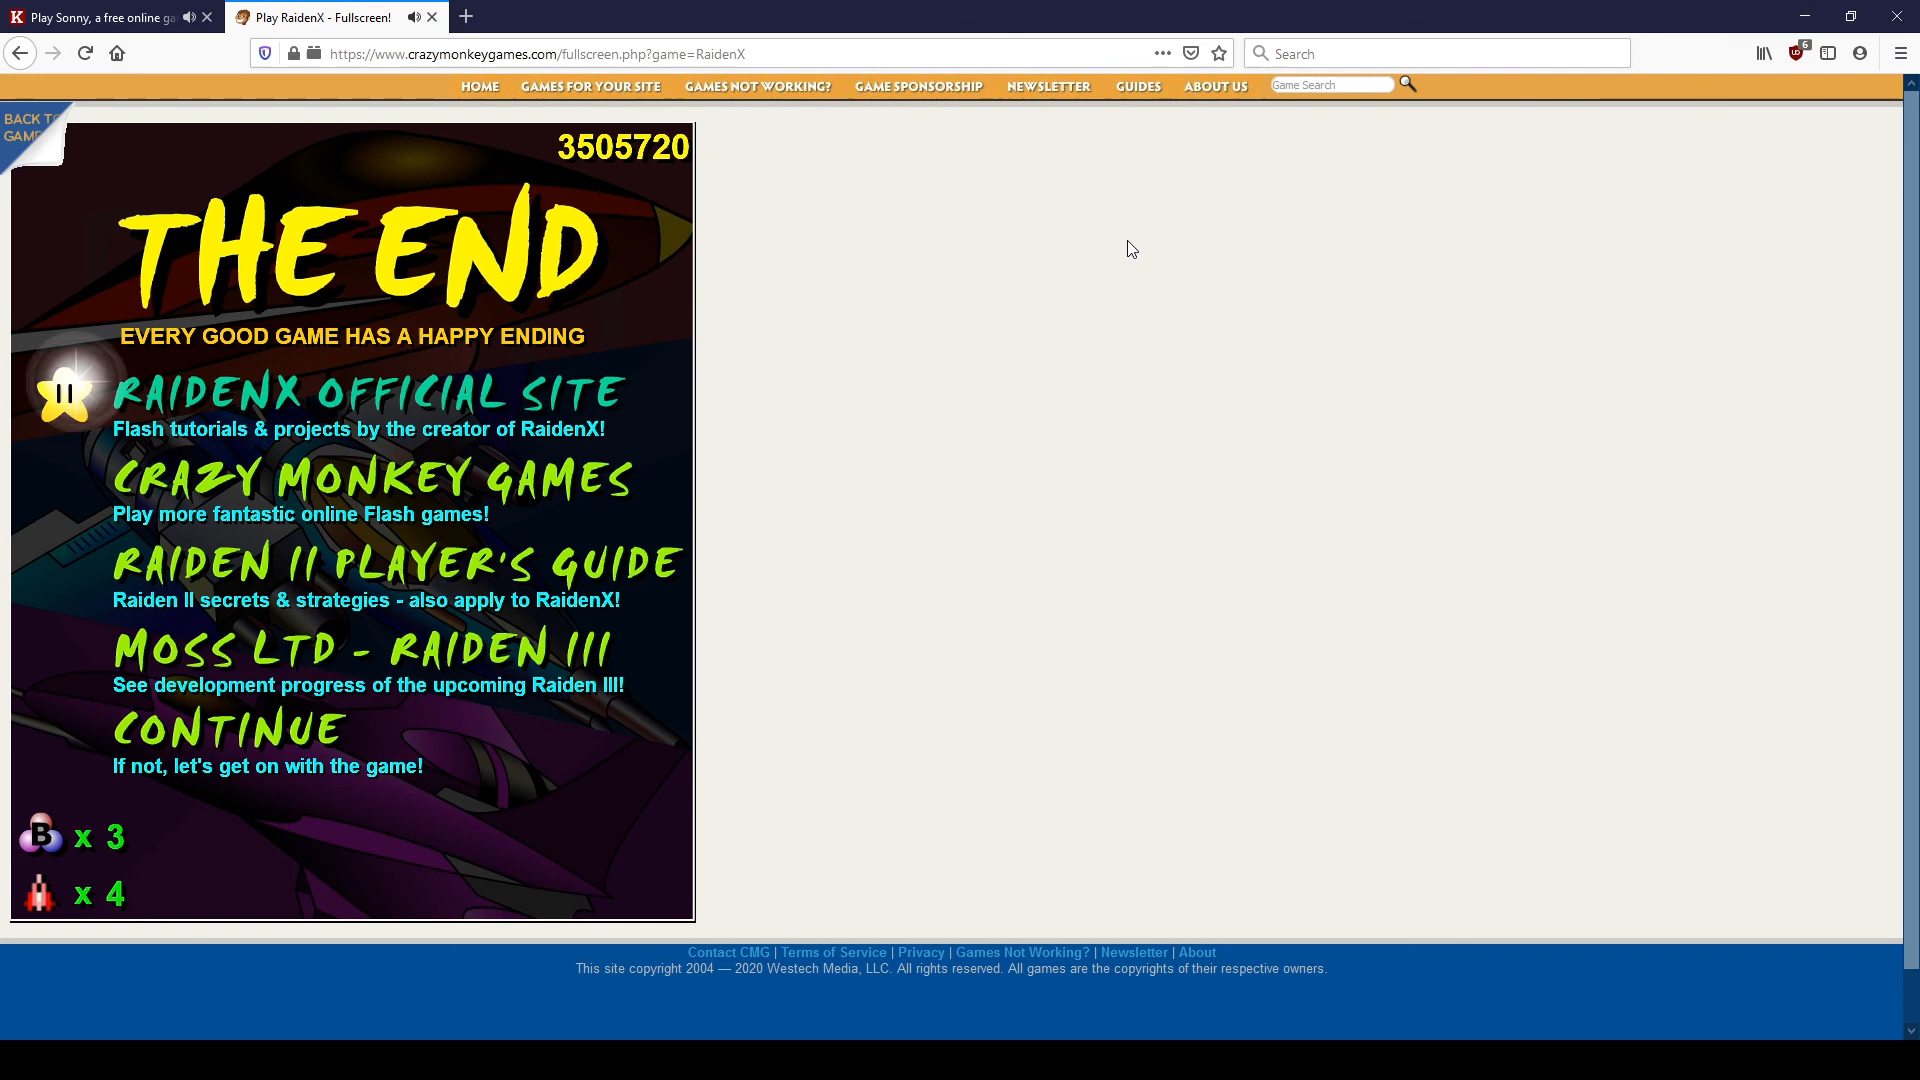 Play Sonny, a free online ga
Play RaidenX - Fullscreen!
https://www.crazymonkeygames.com/fullscreen.php?game=RaidenX
Search
6
HOME GAMES FOR YOUR SITE GAMES NOT WORKING? GAME SPONSORSHIP NEWSLETTER GUIDES ABOUT US Game Search
BACK TO
GAME
3505720
THE END
EVERY GOOD GAME HAS A HAPPY ENDING
RAIDENX OFFICIAL SITE
Flash tutorials & projects by the creator of RaidenX!
CRAZY MONKEY GAMES
Play more fantastic online Flash games!
RAIDEN II PLAYER'S GUIDE
Raiden II secrets & strategies - also apply to RaidenX!
MOSS LTD - RAIDEN III
See development progress of the upcoming Raiden III!
CONTINUE
If not, let's get on with the game!
B x 3
x 4
Contact CMG | Terms of Service | Privacy | Games Not Working? | Newsletter | About
This site copyright 2004 — 2020 Westech Media, LLC. All rights reserved. All games are the copyrights of their respective owners.